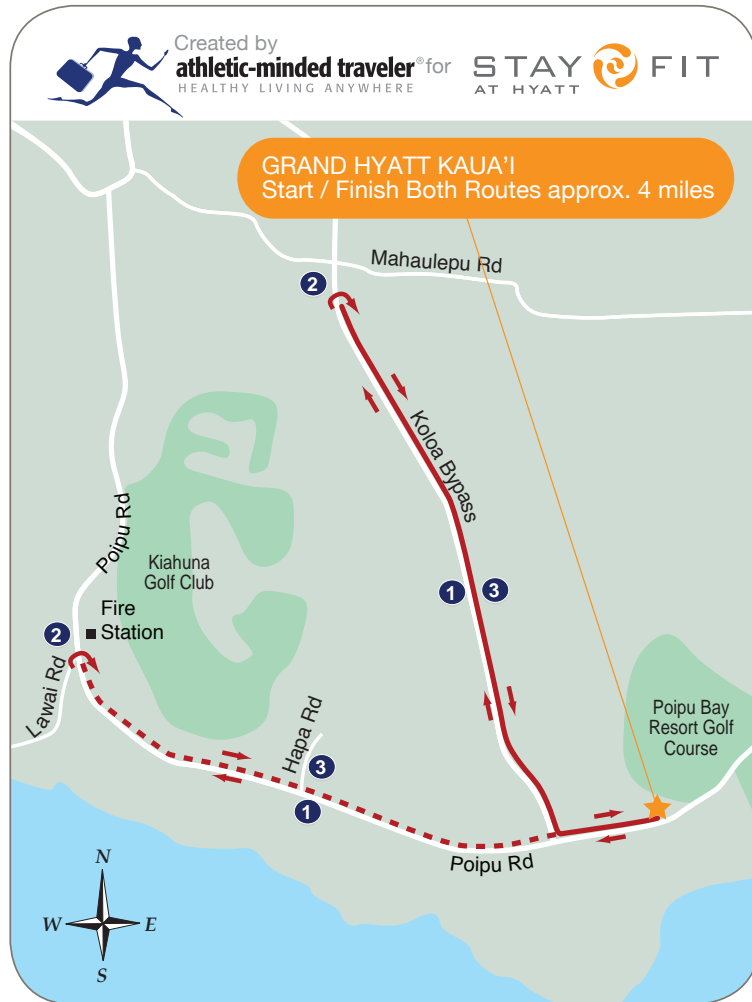 Created by
athletic-minded traveler® for
HEALTHY LIVING ANYWHERE
STAY FIT
AT HYATT
GRAND HYATT KAUA'I
Start / Finish Both Routes approx. 4 miles
Mahaulepu Rd
2
Koloa Bypass
Poipu Rd
Kiahuna
Golf Club
1
3
Fire
Station
2
Lawai Rd
Hapa Rd
3
1
Poipu Bay
Resort Golf
Course
Poipu Rd
N
W
E
S